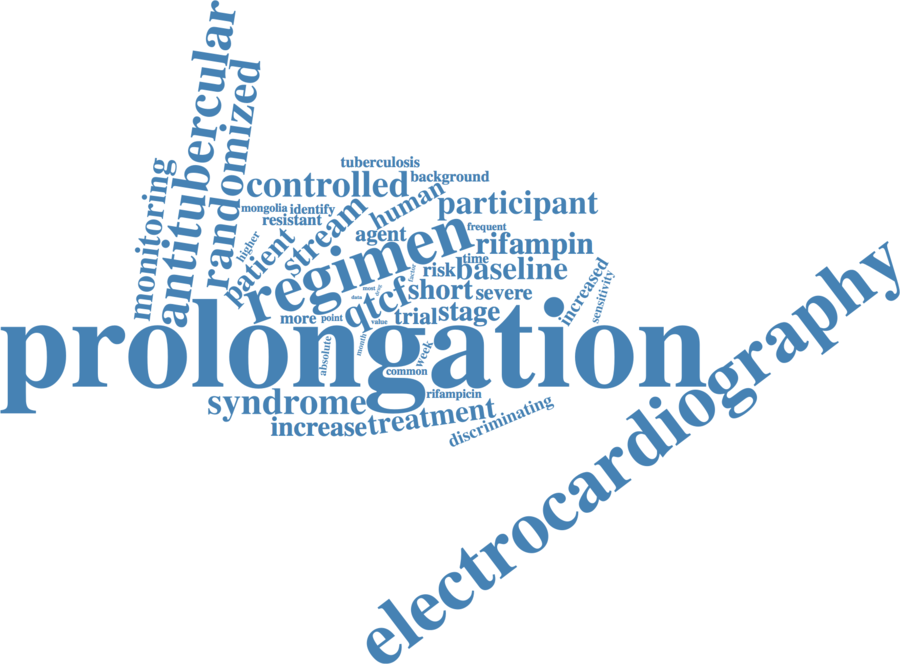 antitubercular
randomized
monitoring
tuberculosis
controlled
background
human
mongolia
identify
resistant
stream
participant
higher
patient
agent
frequent
regimen
rifampin
time
risk
baseline
factor
increased
sensitivity
qtcf
short
severe
most
data
more
point
value
trial
stage
prolongation
month
absolute
week
common
syndrome
rifampicin
increase
treatment
discriminating
electrocardiography